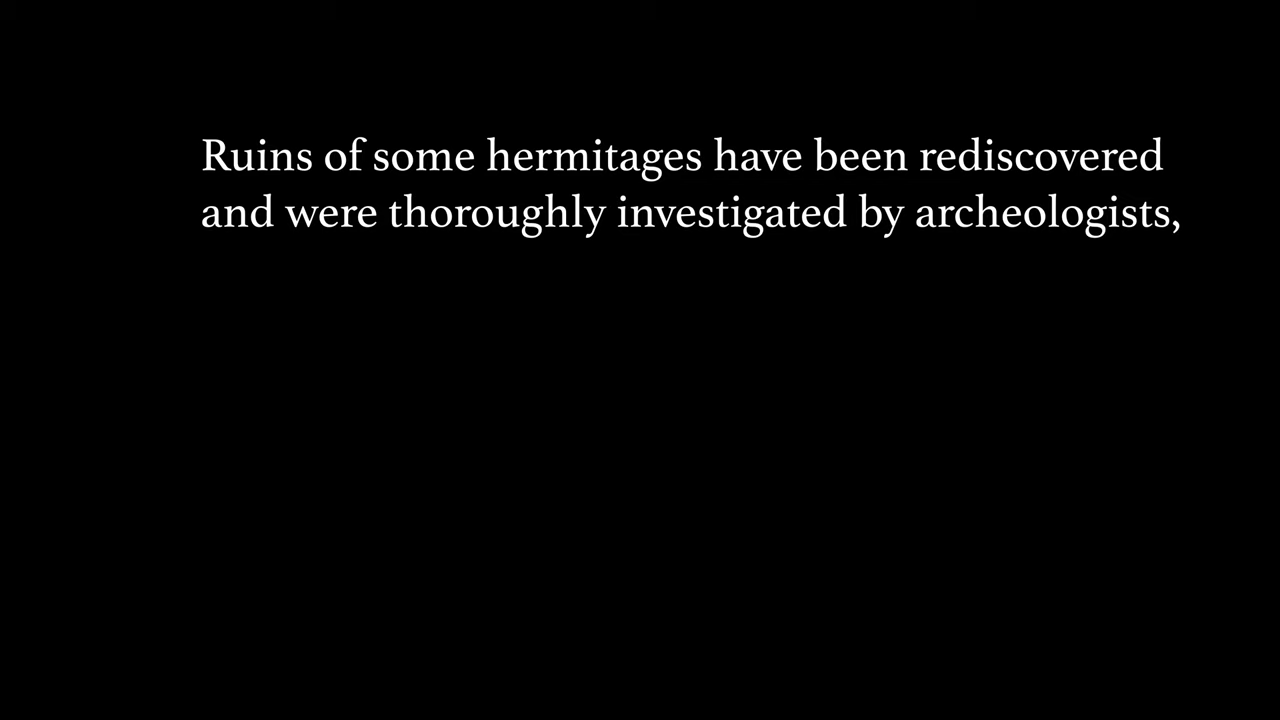 Ruins of some hermitages have been rediscovered
and were thoroughly investigated by archeologists,